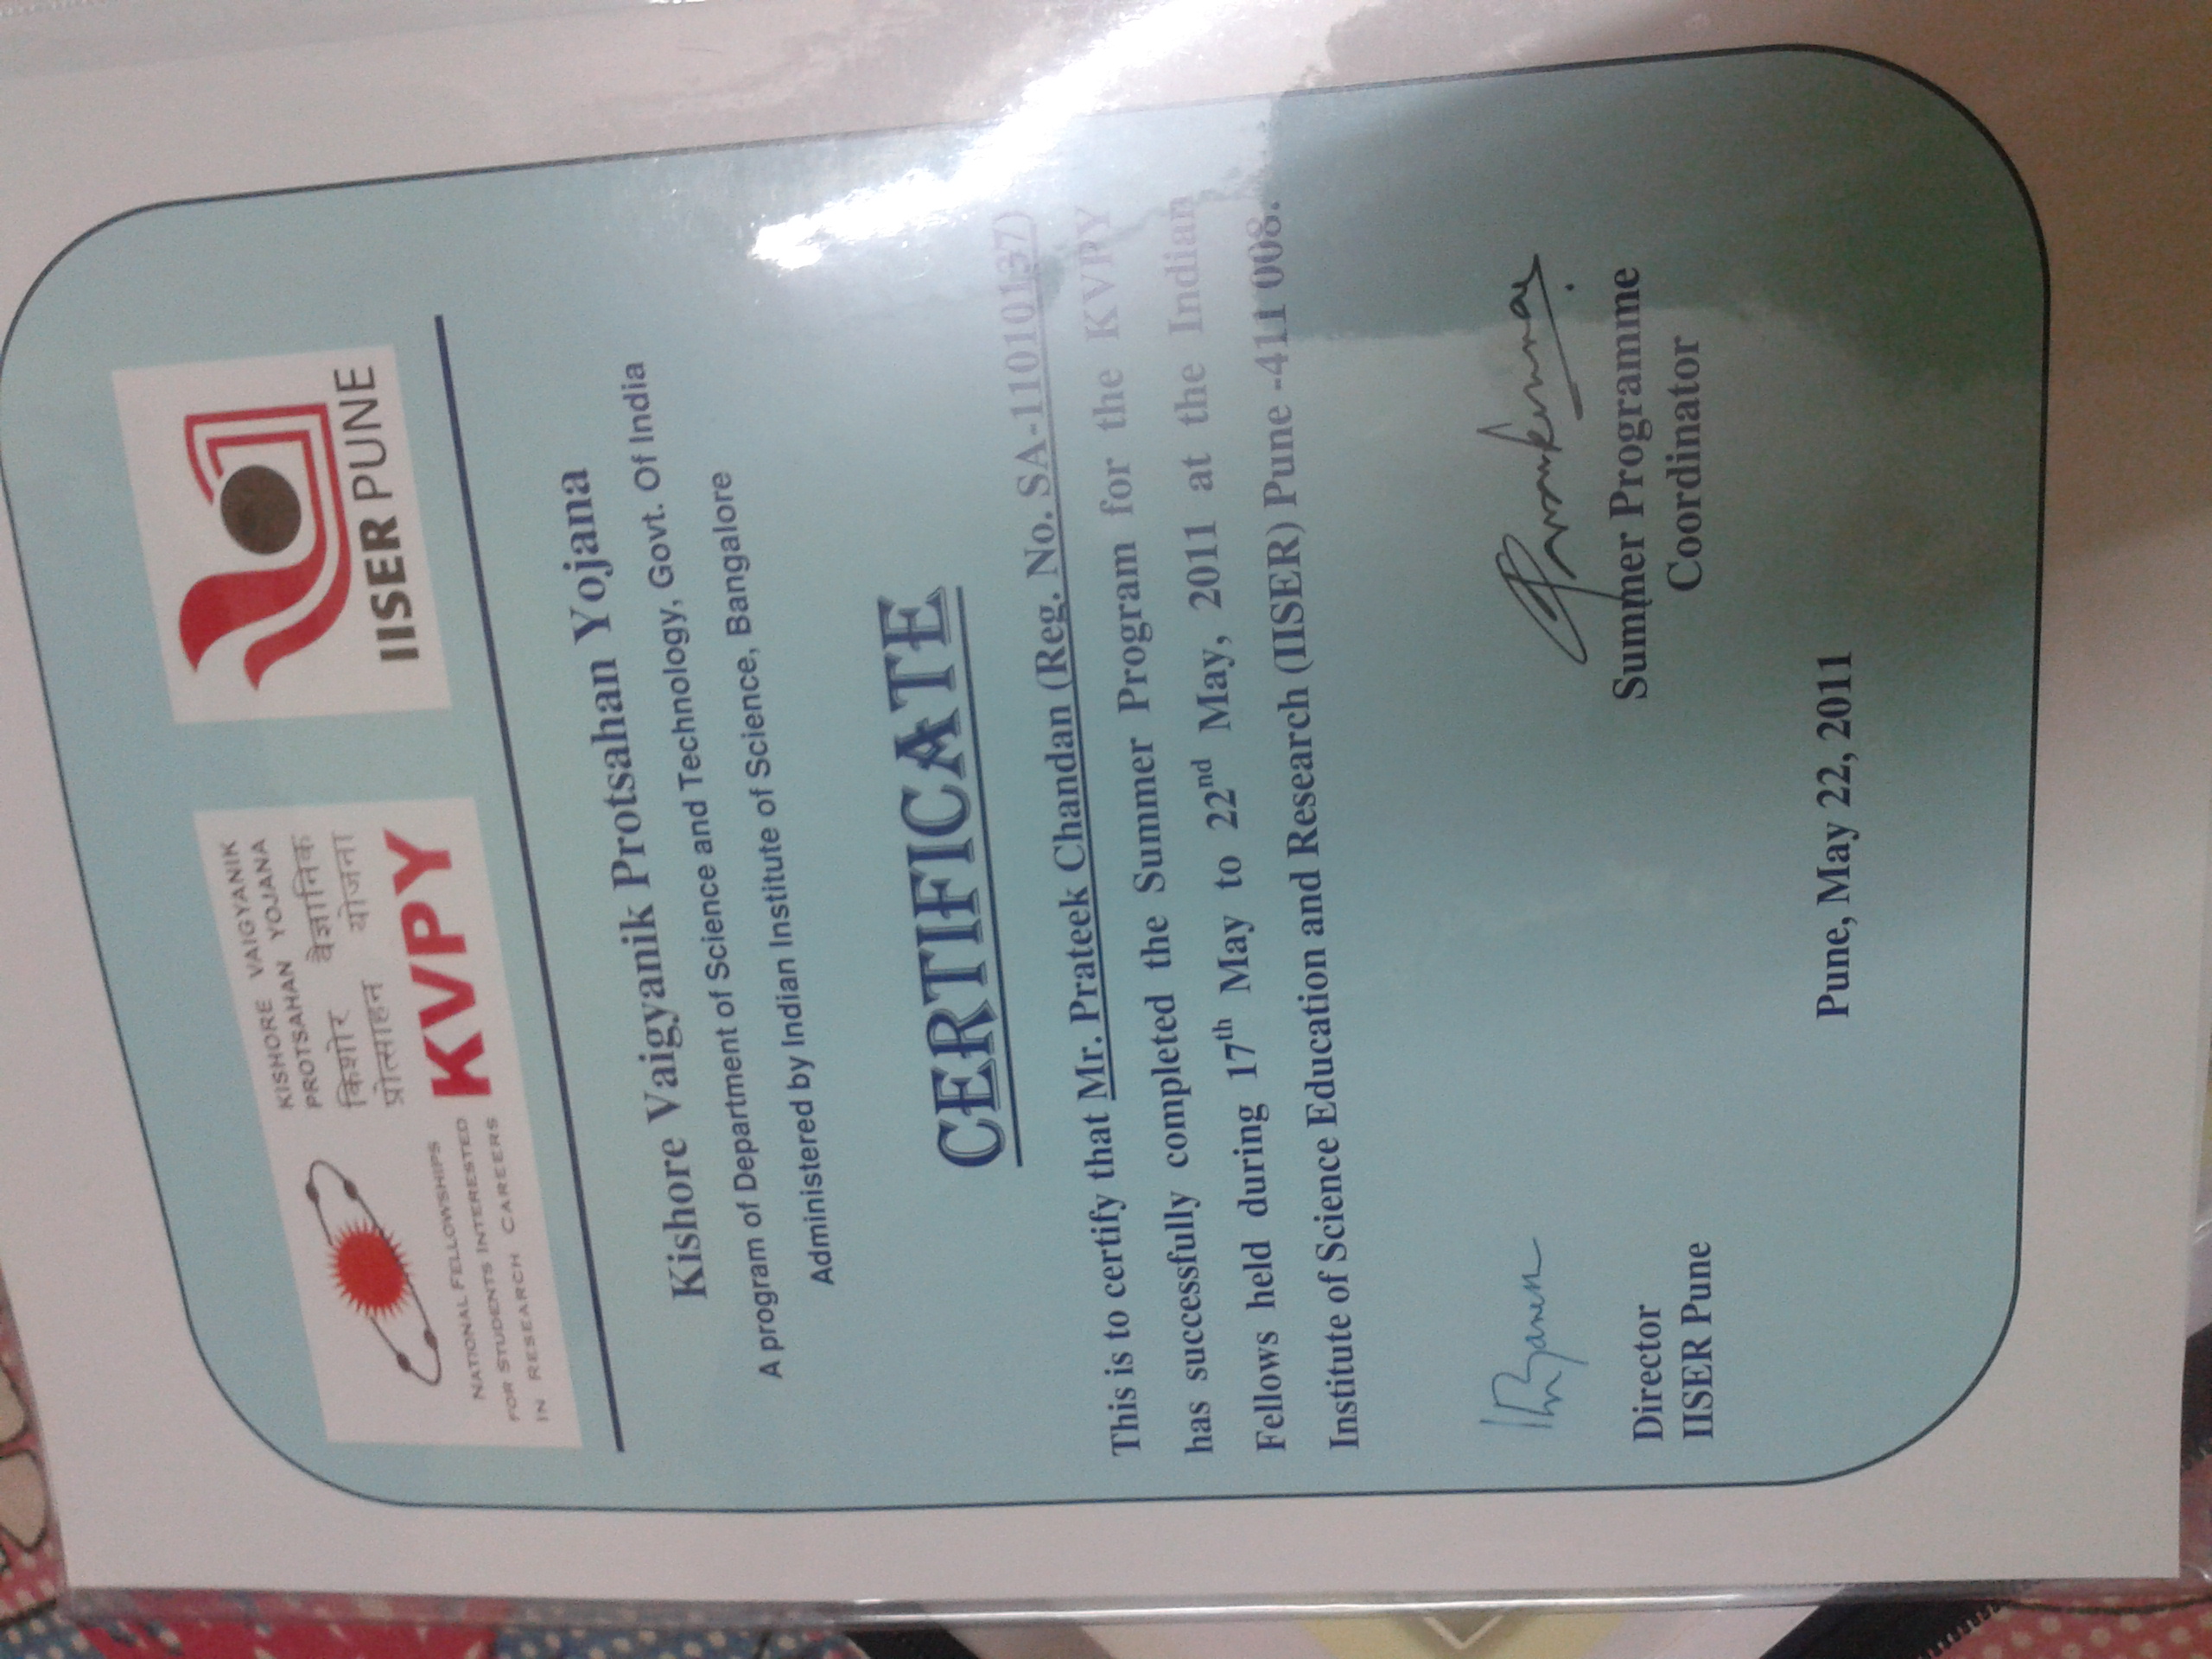 KISHORE VAIGYANIK
PROTSAHAN YOJANA
किशोर वैज्ञानिक
प्रोत्साहन योजना
KVPY
NATIONAL FELLOWSHIPS
FOR STUDENTS INTERESTED
IN RESEARCH CAREERS
IISER PUNE
Kishore Vaigyanik Protsahan Yojana
A program of Department of Science and Technology, Govt. Of India
Administered by Indian Institute of Science, Bangalore
CERTIFICATE
This is to certify that Mr. Prateek Chandan (Reg. No. SA-11010137)
has successfully completed the Summer Program for the KVPY
Fellows held during 17th May to 22nd May, 2011 at the Indian
Institute of Science Education and Research (IISER) Pune -411 008.
Director
IISER Pune
Summer Programme
Coordinator
Pune, May 22, 2011